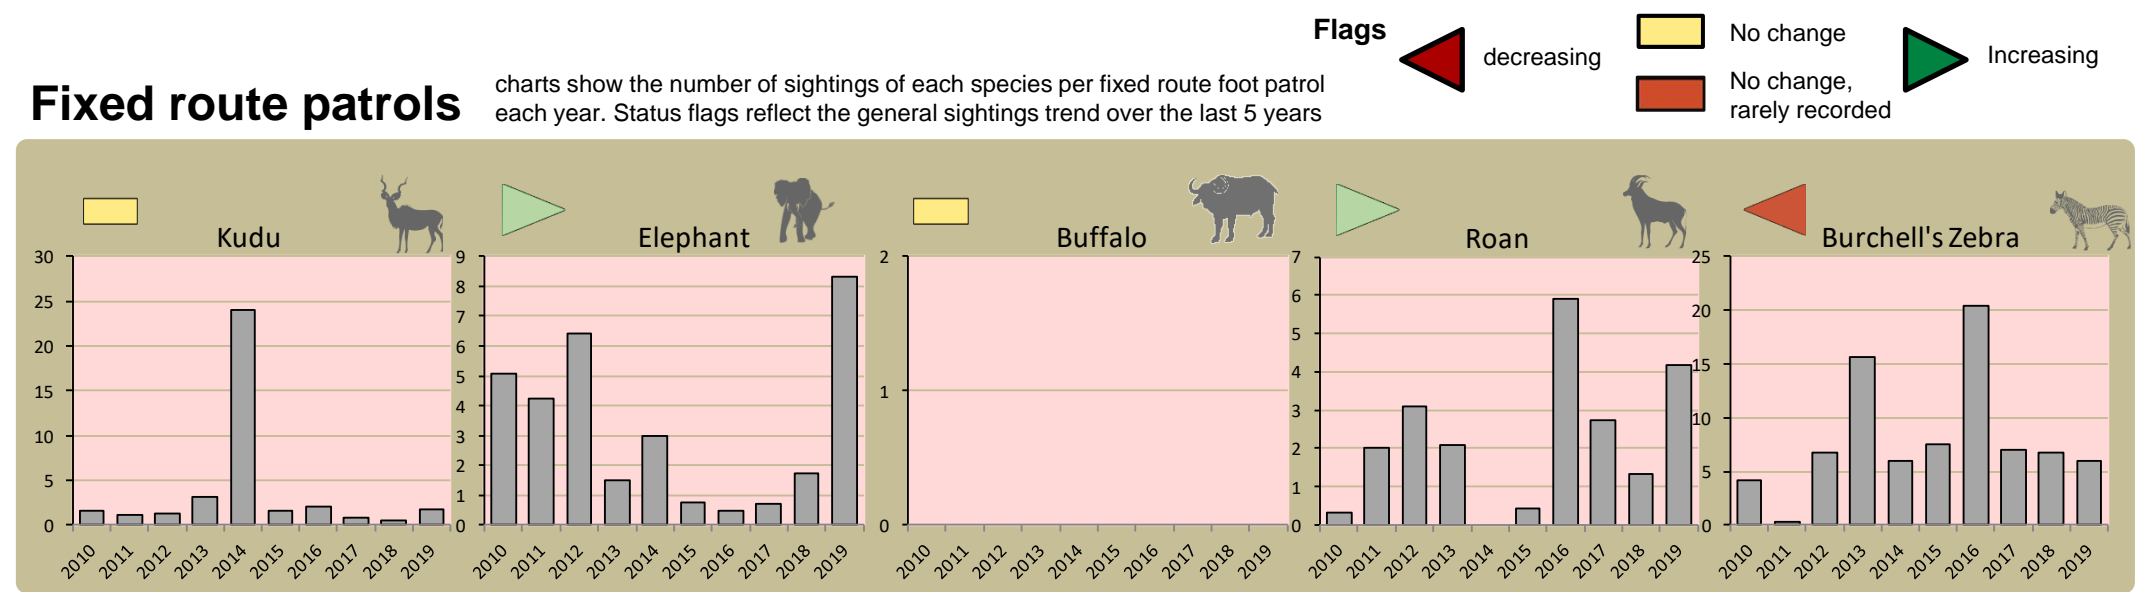 Flags
decreasing
No change
No change,
rarely recorded
Increasing
Fixed route patrols
charts show the number of sightings of each species per fixed route foot patrol
each year. Status flags reflect the general sightings trend over the last 5 years
Kudu
30
25
20
15
10
5
0
2010 2011 2012 2013 2014 2015 2016 2017 2018 2019
Elephant
9
8
7
6
5
4
3
2
1
0
2010 2011 2012 2013 2014 2015 2016 2017 2018 2019
Buffalo
2
1
0
2010 2011 2012 2013 2014 2015 2016 2017 2018 2019
Roan
7
6
5
4
3
2
1
0
2010 2011 2012 2013 2014 2015 2016 2017 2018 2019
Burchell's Zebra
25
20
15
10
5
0
2010 2011 2012 2013 2014 2015 2016 2017 2018 2019